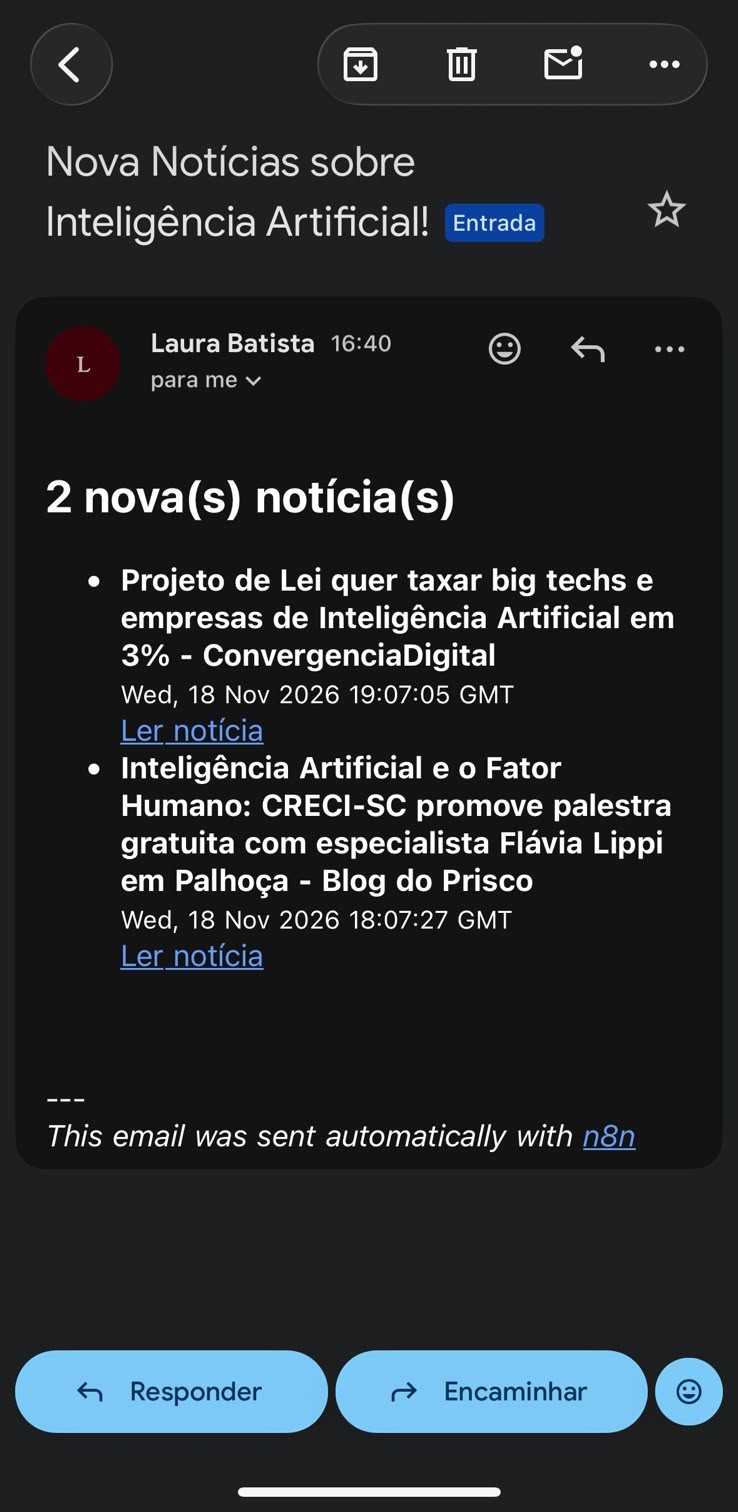 Nova Notícias sobre
Inteligência Artificial! Entrada
L
Laura Batista 16:40
para me
2 nova(s) notícia(s)
• Projeto de Lei quer taxar big techs e
empresas de Inteligência Artificial em
3% - ConvergenciaDigital
Wed, 18 Nov 2026 19:07:05 GMT
Ler notícia
• Inteligência Artificial e o Fator
Humano: CRECI-SC promove palestra
gratuita com especialista Flávia Lippi
em Palhoça - Blog do Prisco
Wed, 18 Nov 2026 18:07:27 GMT
Ler notícia
---
This email was sent automatically with n8n
Responder
Encaminhar